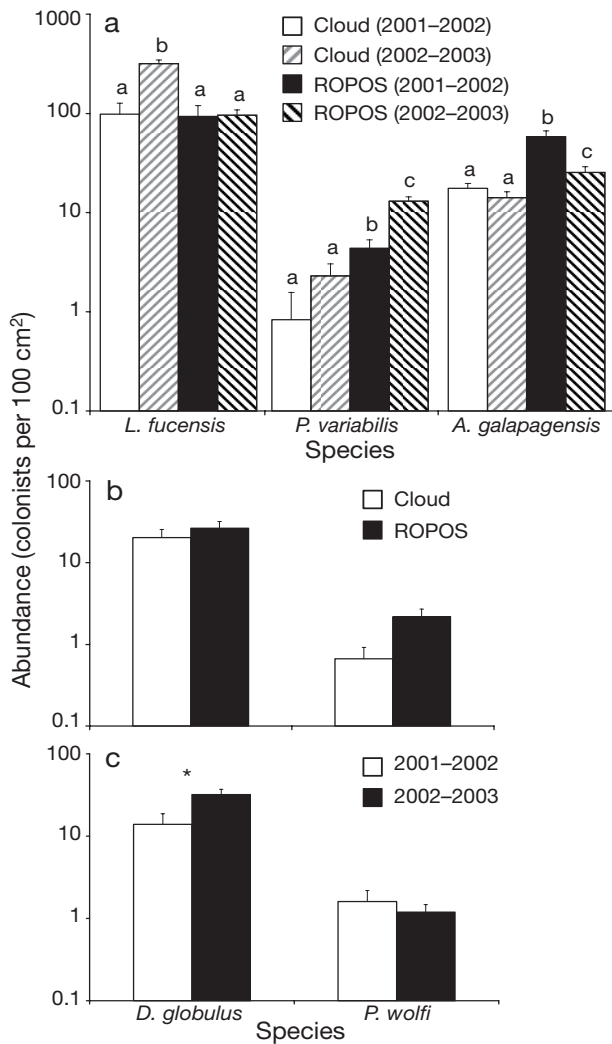 Abundance (colonists per 100 cm²)
a
1000
100
10
1
0.1
Cloud (2001–2002)
Cloud (2002–2003)
ROPOS (2001–2002)
ROPOS (2002–2003)
a b a a
a a b c
a a b c
L. fucensis P. variabilis A. galapagensis
Species
b
100
10
1
0.1
Cloud
ROPOS
c
100
10
1
0.1
2001–2002
2002–2003
*
D. globulus P. wolfi
Species